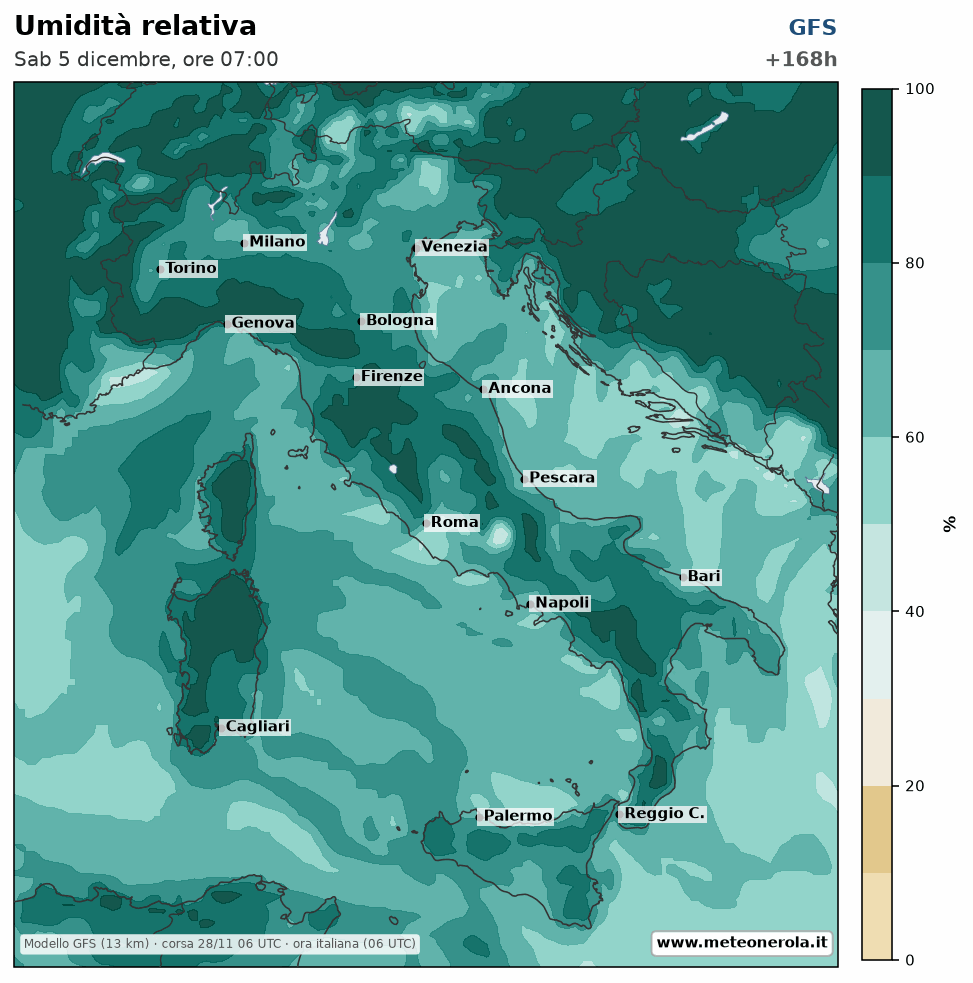 Umidità relativa
GFS
Sab 5 dicembre, ore 07:00
+168h
100
80
60
40
20
0
%
Milano
Venezia
Torino
Genova
Bologna
Firenze
Ancona
Pescara
Roma
Bari
Napoli
Cagliari
Palermo
Reggio C.
Modello GFS (13 km) · corsa 28/11 06 UTC · ora italiana (06 UTC)
www.meteonerola.it